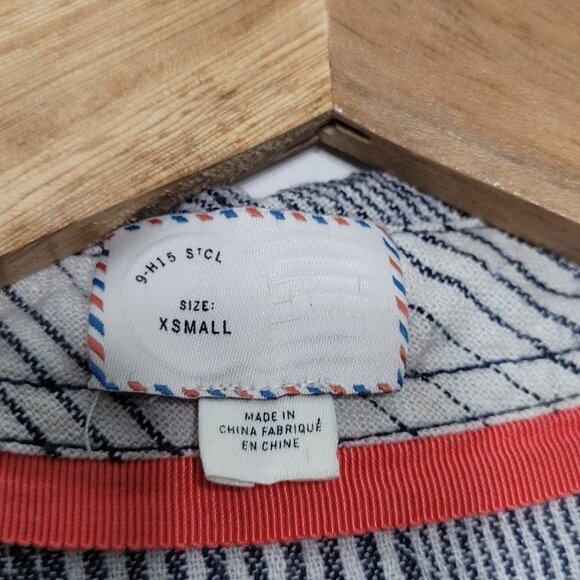 9-H15 STCL
SIZE:
XSMALL
MADE IN
CHINA FABRIQUÉ
EN CHINE